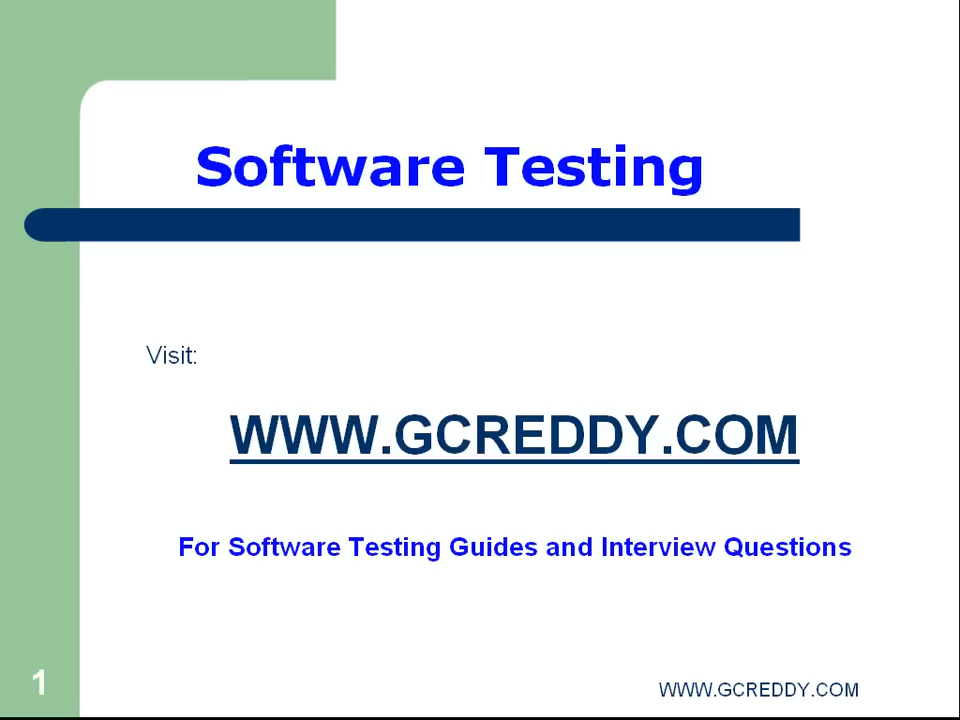 Software Testing
Visit:
WWW.GCREDDY.COM
For Software Testing Guides and Interview Questions
1
WWW.GCREDDY.COM